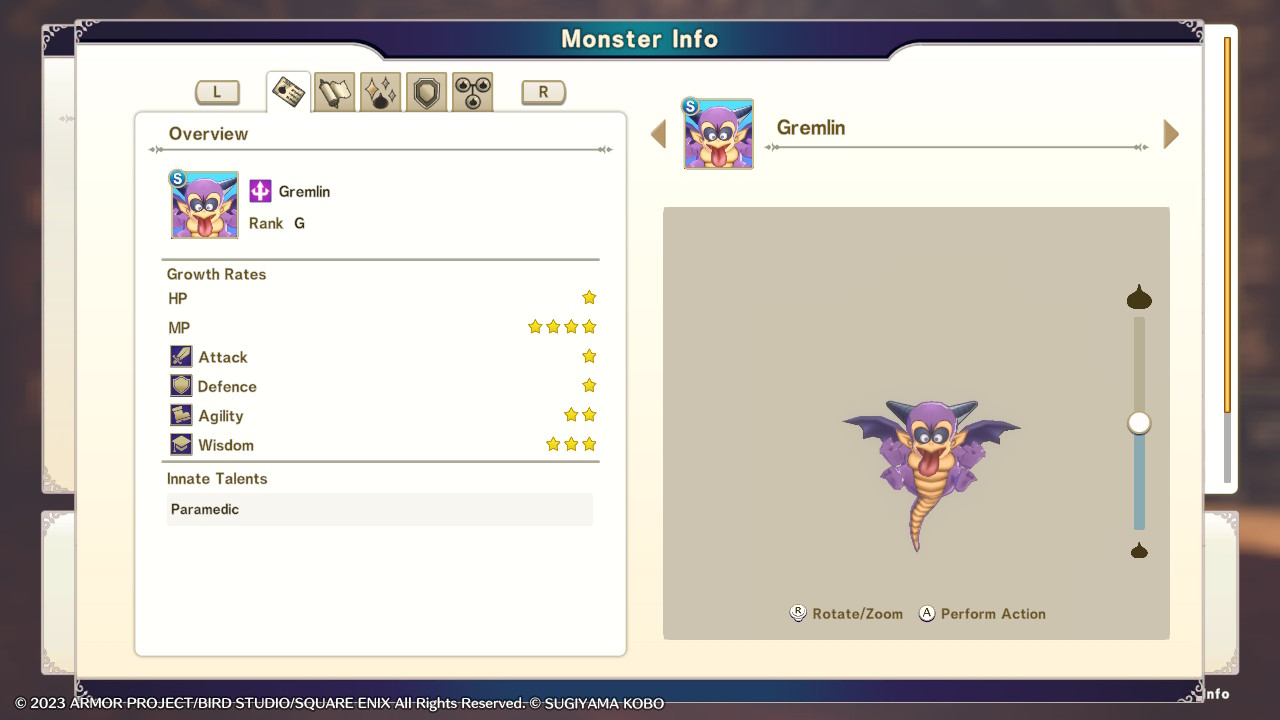 Monster Info
L
R
Overview
S
Gremlin
Rank G
Growth Rates
HP
MP
Attack
Defence
Agility
Wisdom
Innate Talents
Paramedic
S
Gremlin
R Rotate/Zoom A Perform Action
nfo
© 2023 ARMOR PROJECT/BIRD STUDIO/SQUARE ENIX All Rights Reserved. © SUGIYAMA KOBO